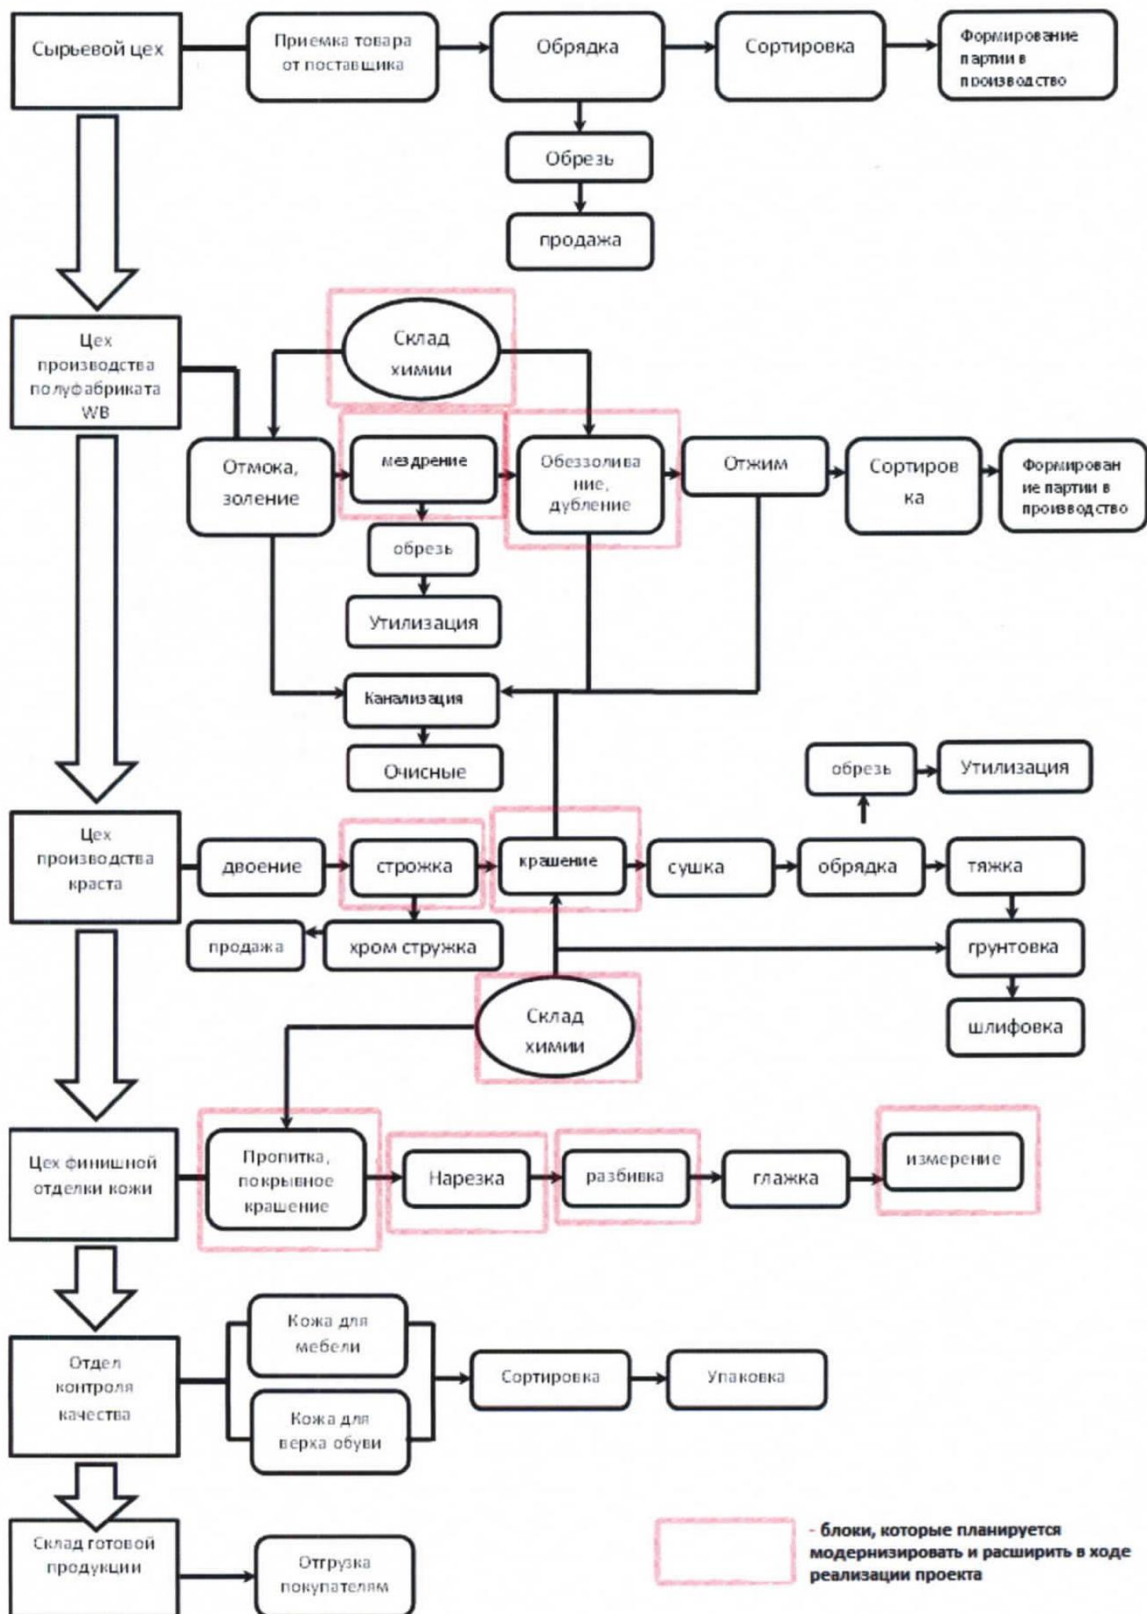 Сырьевой цех
Приемка товара
от поставщика
Обрядка
Сортировка
Формирование
партии в
производство
Обрезь
продажа
Цех
производства
полуфабриката
WB
Склад
химии
Отмока,
золение
мездрение
Обеззолива
ние,
дубление
Отжим
Сортиров
ка
Формирован
ие партии в
производство
обрезь
Утилизация
Канализация
Очисные
обрезь
Утилизация
Цех
производства
краста
двоение
строжка
крашение
сушка
обрядка
тяжка
продажа
хром стружка
грунтовка
шлифовка
Склад
химии
Цех финишной
отделки кожи
Пропитка,
покрывное
крашение
Нарезка
разбивка
глажка
измерение
Отдел
контроля
качества
Кожа для
мебели
Кожа для
верха обуви
Сортировка
Упаковка
Склад готовой
продукции
Отгрузка
покупателям
- блоки, которые планируется
модернизировать и расширить в ходе
реализации проекта